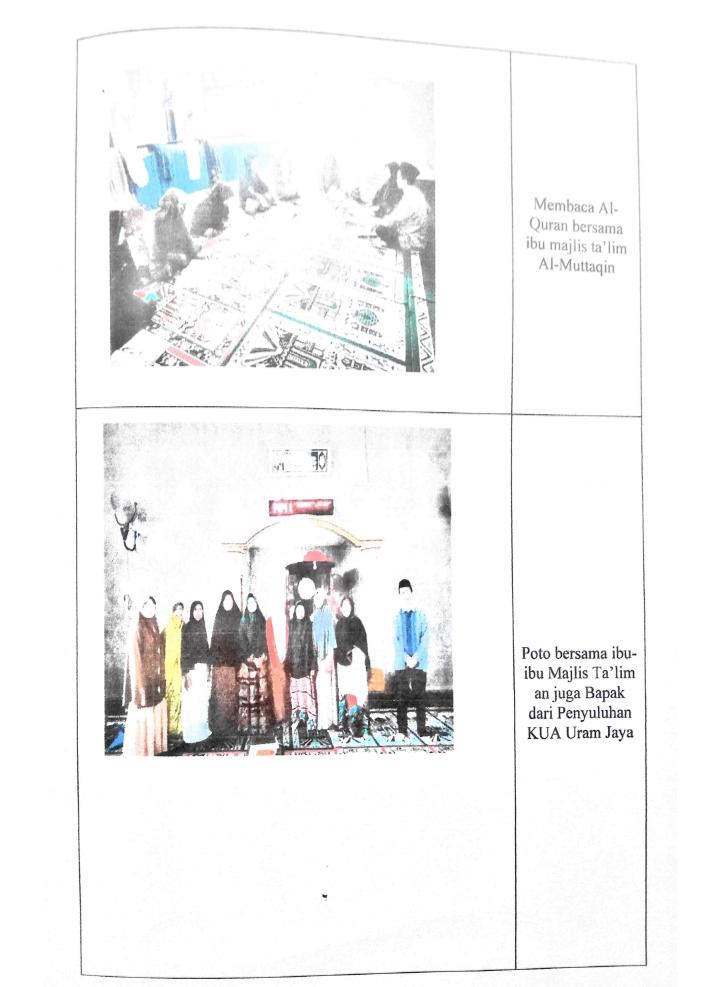 Membaca Al-
Quran bersama
ibu majlis ta'lim
Al-Muttaqin
Poto bersama ibu-
ibu Majlis Ta'lim
an juga Bapak
dari Penyuluhan
KUA Uram Jaya